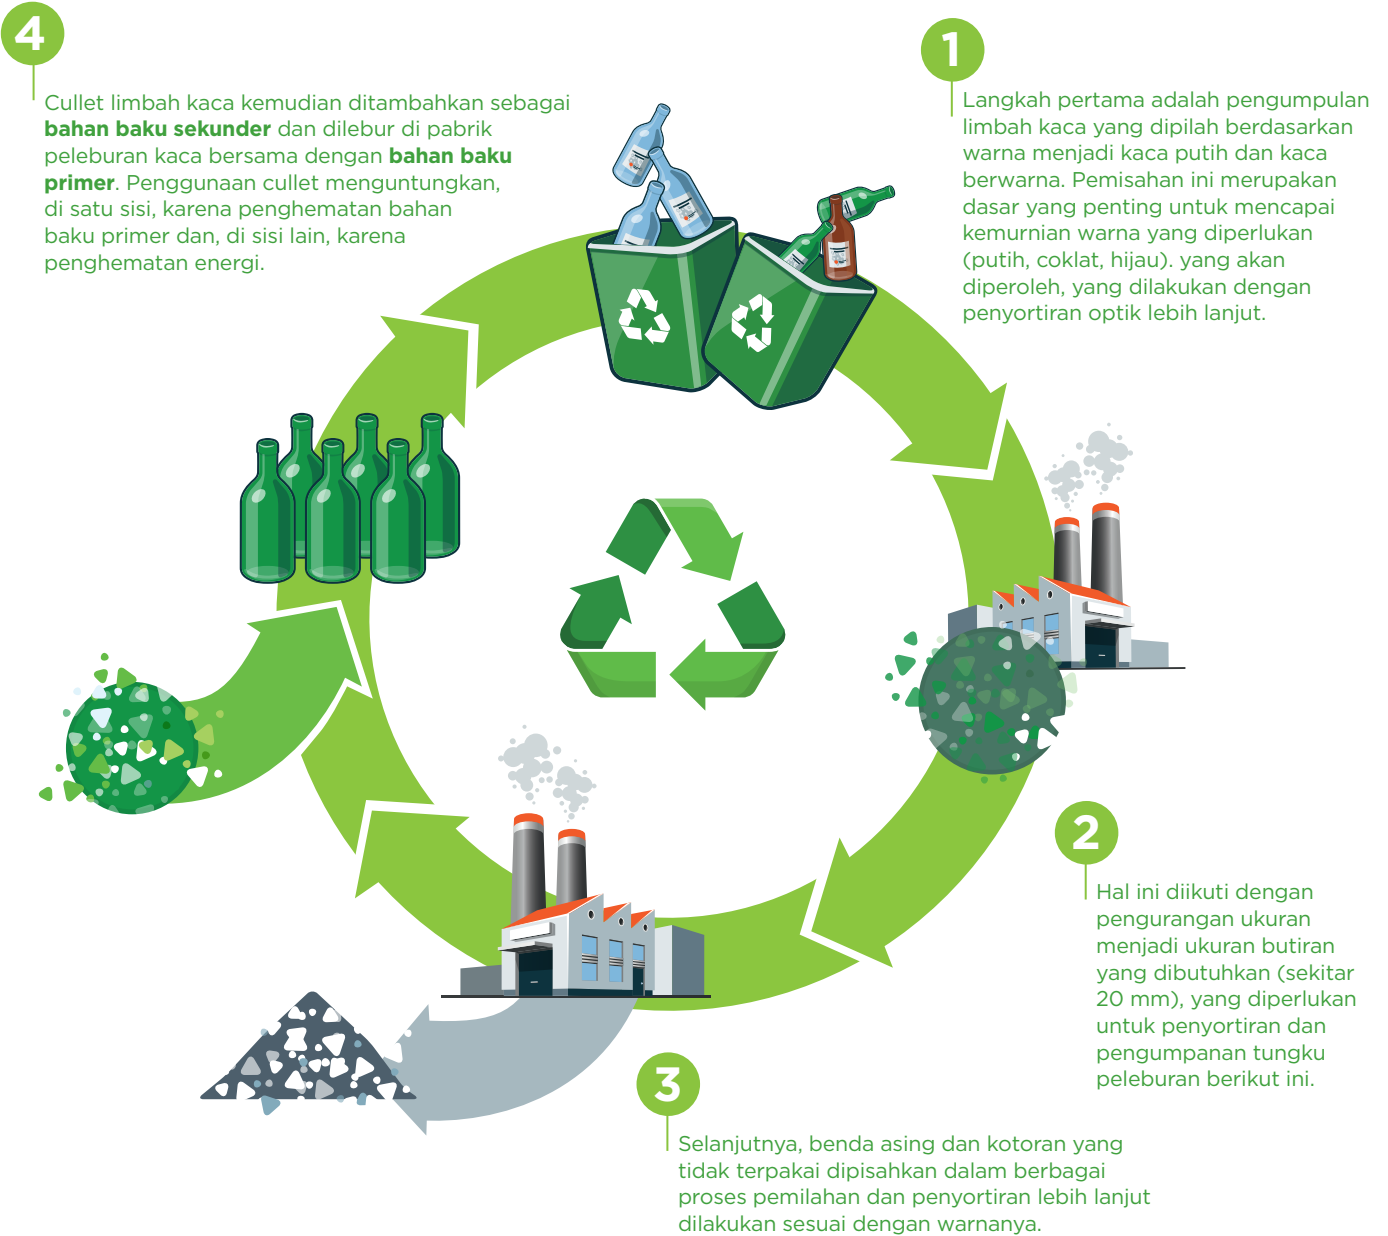 1
Langkah pertama adalah pengumpulan
limbah kaca yang dipilah berdasarkan
warna menjadi kaca putih dan kaca
berwarna. Pemisahan ini merupakan
dasar yang penting untuk mencapai
kemurnian warna yang diperlukan
(putih, coklat, hijau). yang akan
diperoleh, yang dilakukan dengan
penyortiran optik lebih lanjut.
2
Hal ini diikuti dengan
pengurangan ukuran
menjadi ukuran butiran
yang dibutuhkan (sekitar
20 mm), yang diperlukan
untuk penyortiran dan
pengumpanan tungku
peleburan berikut ini.
3
Selanjutnya, benda asing dan kotoran yang
tidak terpakai dipisahkan dalam berbagai
proses pemilahan dan penyortiran lebih lanjut
dilakukan sesuai dengan warnanya.
4
Cullet limbah kaca kemudian ditambahkan sebagai
bahan baku sekunder dan dilebur di pabrik
peleburan kaca bersama dengan bahan baku
primer. Penggunaan cullet menguntungkan,
di satu sisi, karena penghematan bahan
baku primer dan, di sisi lain, karena
penghematan energi.